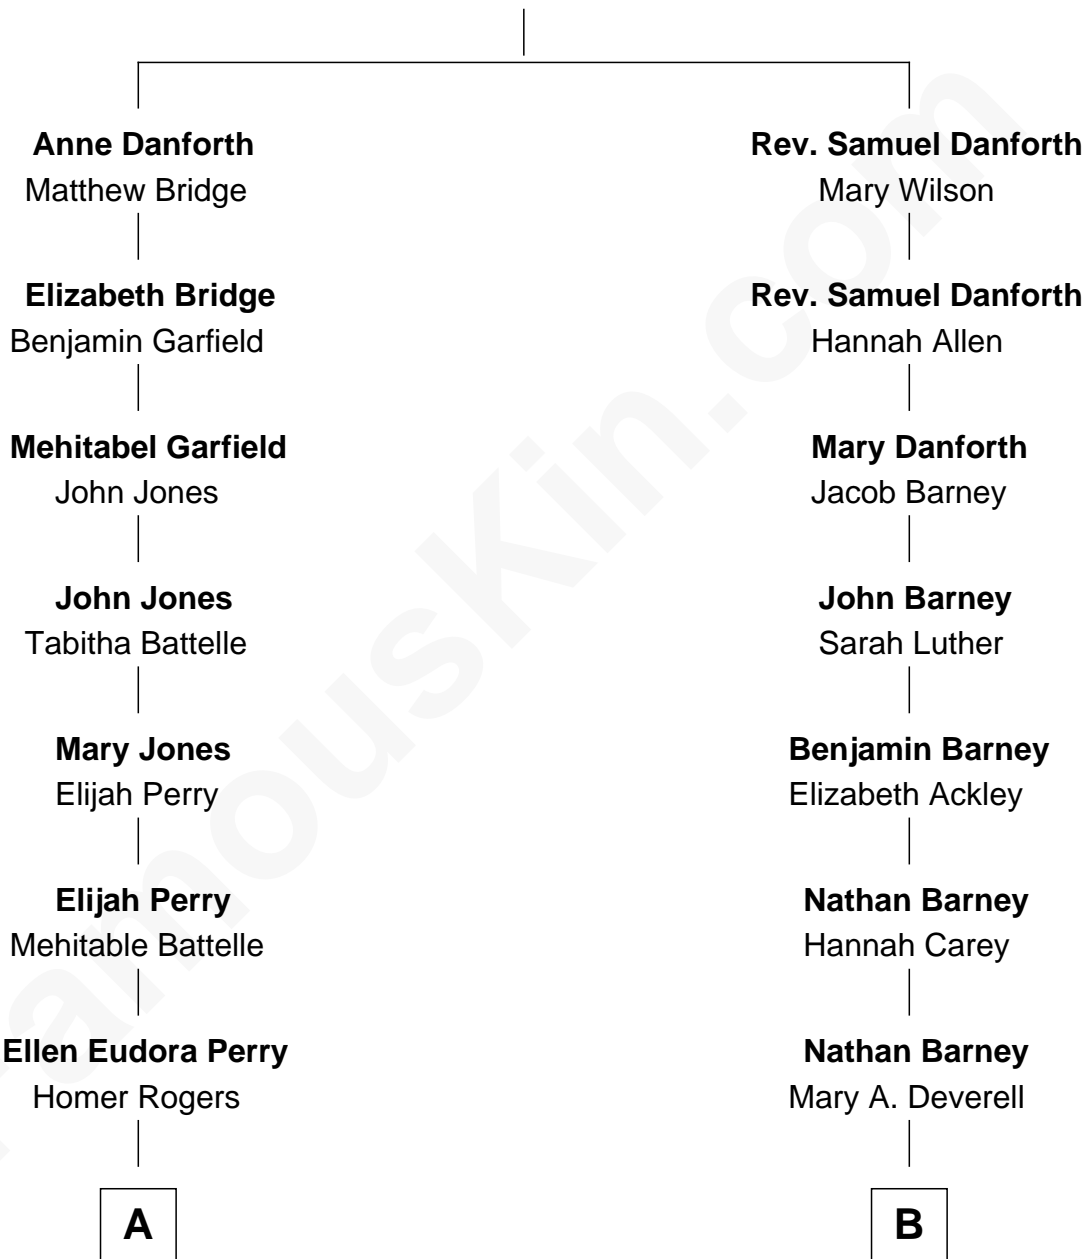 Anne Danforth
Matthew Bridge
Elizabeth Bridge
Benjamin Garfield
Mehitabel Garfield
John Jones
John Jones
Tabitha Battelle
Mary Jones
Elijah Perry
Elijah Perry
Mehitable Battelle
Ellen Eudora Perry
Homer Rogers
A
Rev. Samuel Danforth
Mary Wilson
Rev. Samuel Danforth
Hannah Allen
Mary Danforth
Jacob Barney
John Barney
Sarah Luther
Benjamin Barney
Elizabeth Ackley
Nathan Barney
Hannah Carey
Nathan Barney
Mary A. Deverell
B
FamousKin.com